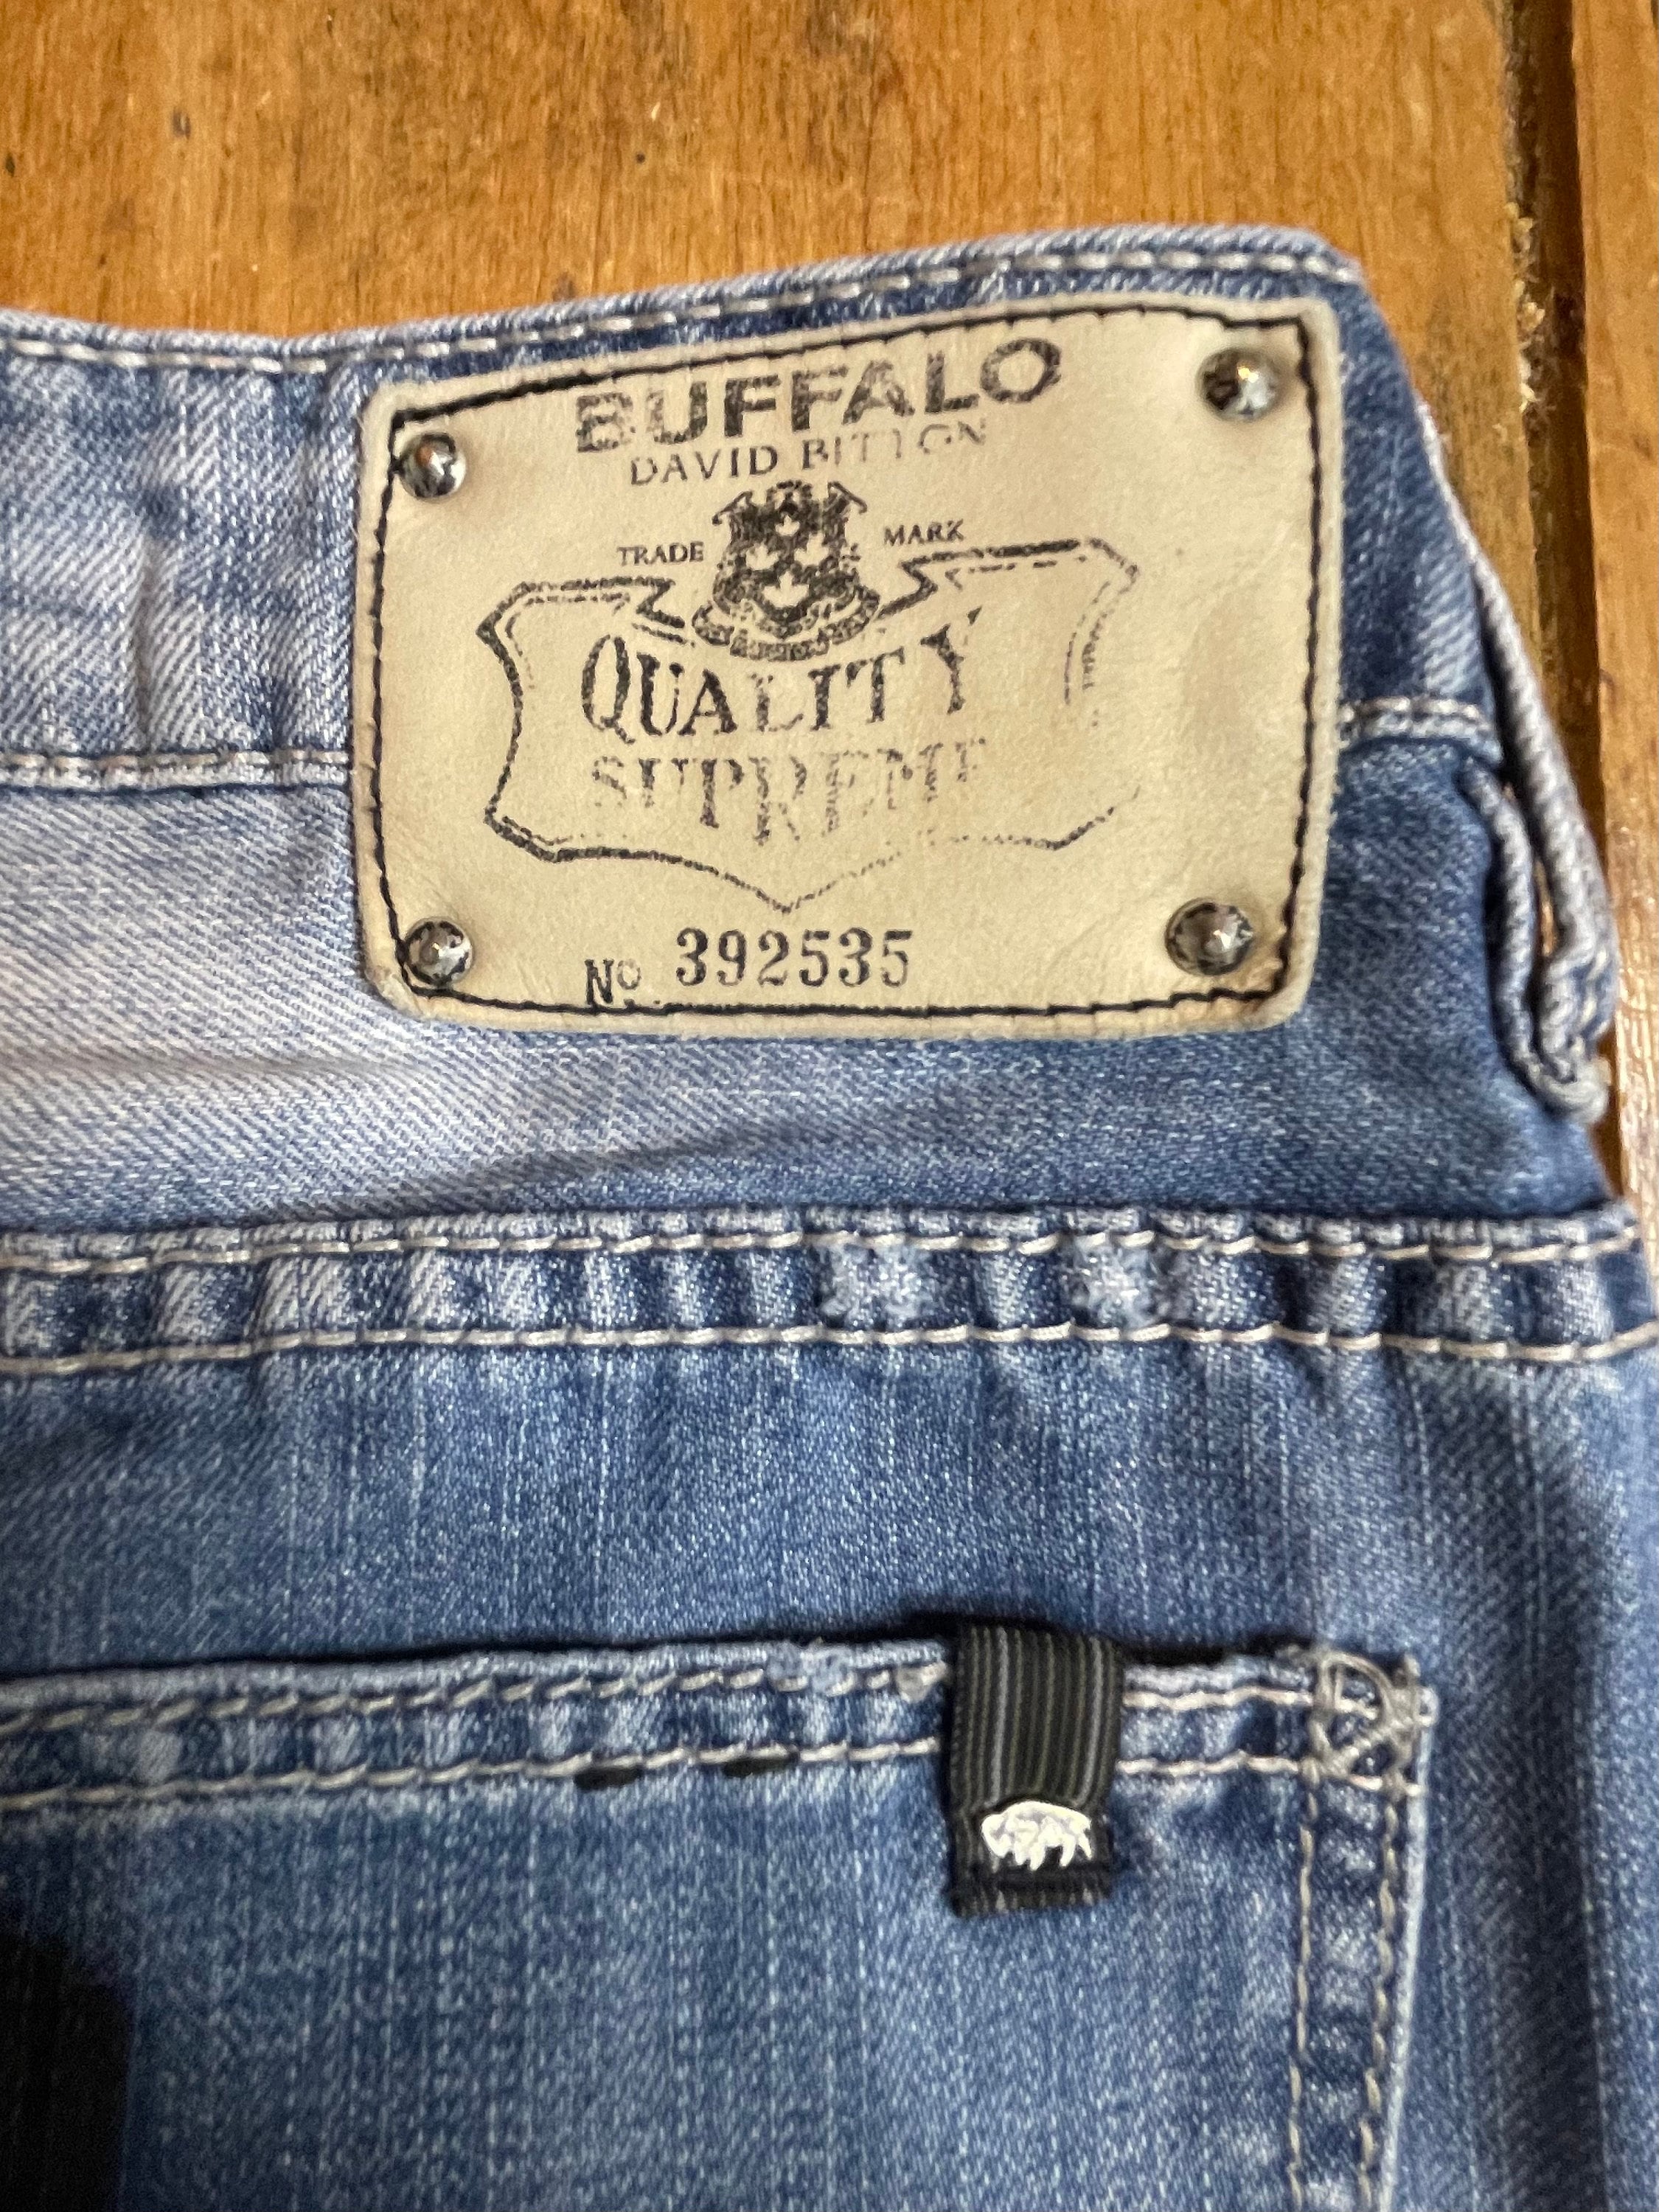 BUFFALO
DAVID BITTON
TRADE MARK
QUALITY
SUPREME
No. 392535